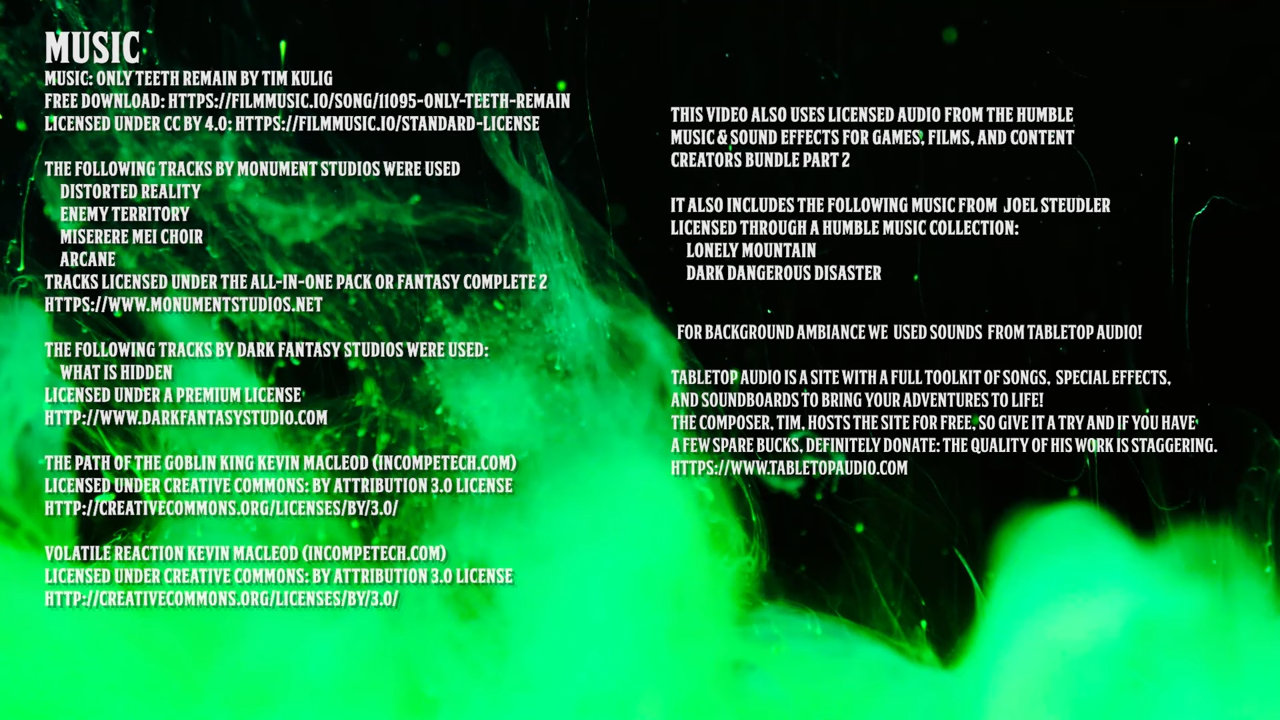 MUSIC
MUSIC: ONLY TEETH REMAIN BY TIM KULIG
FREE DOWNLOAD: HTTPS://FILMMUSIC.IO/SONG/11095-ONLY-TEETH-REMAIN
LICENSED UNDER CC BY 4.0: HTTPS://FILMMUSIC.IO/STANDARD-LICENSE
THE FOLLOWING TRACKS BY MONUMENT STUDIOS WERE USED
DISTORTED REALITY
ENEMY TERRITORY
MISERERE MEI CHOIR
ARCANE
TRACKS LICENSED UNDER THE ALL-IN-ONE PACK OR FANTASY COMPLETE 2
HTTPS://WWW.MONUMENTSTUDIOS.NET
THE FOLLOWING TRACKS BY DARK FANTASY STUDIOS WERE USED:
WHAT IS HIDDEN
LICENSED UNDER A PREMIUM LICENSE
HTTP://WWW.DARKFANTASYSTUDIO.COM
THE PATH OF THE GOBLIN KING KEVIN MACLEOD (INCOMPETECH.COM)
LICENSED UNDER CREATIVE COMMONS: BY ATTRIBUTION 3.0 LICENSE
HTTP://CREATIVECOMMONS.ORG/LICENSES/BY/3.0/
VOLATILE REACTION KEVIN MACLEOD (INCOMPETECH.COM)
LICENSED UNDER CREATIVE COMMONS: BY ATTRIBUTION 3.0 LICENSE
HTTP://CREATIVECOMMONS.ORG/LICENSES/BY/3.0/
THIS VIDEO ALSO USES LICENSED AUDIO FROM THE HUMBLE
MUSIC & SOUND EFFECTS FOR GAMES, FILMS, AND CONTENT
CREATORS BUNDLE PART 2
IT ALSO INCLUDES THE FOLLOWING MUSIC FROM JOEL STEUDLER
LICENSED THROUGH A HUMBLE MUSIC COLLECTION:
LONELY MOUNTAIN
DARK DANGEROUS DISASTER
FOR BACKGROUND AMBIANCE WE USED SOUNDS FROM TABLETOP AUDIO!
TABLETOP AUDIO IS A SITE WITH A FULL TOOLKIT OF SONGS, SPECIAL EFFECTS,
AND SOUNDBOARDS TO BRING YOUR ADVENTURES TO LIFE!
THE COMPOSER, TIM, HOSTS THE SITE FOR FREE, SO GIVE IT A TRY AND IF YOU HAVE
A FEW SPARE BUCKS, DEFINITELY DONATE: THE QUALITY OF HIS WORK IS STAGGERING.
HTTPS://WWW.TABLETOPAUDIO.COM